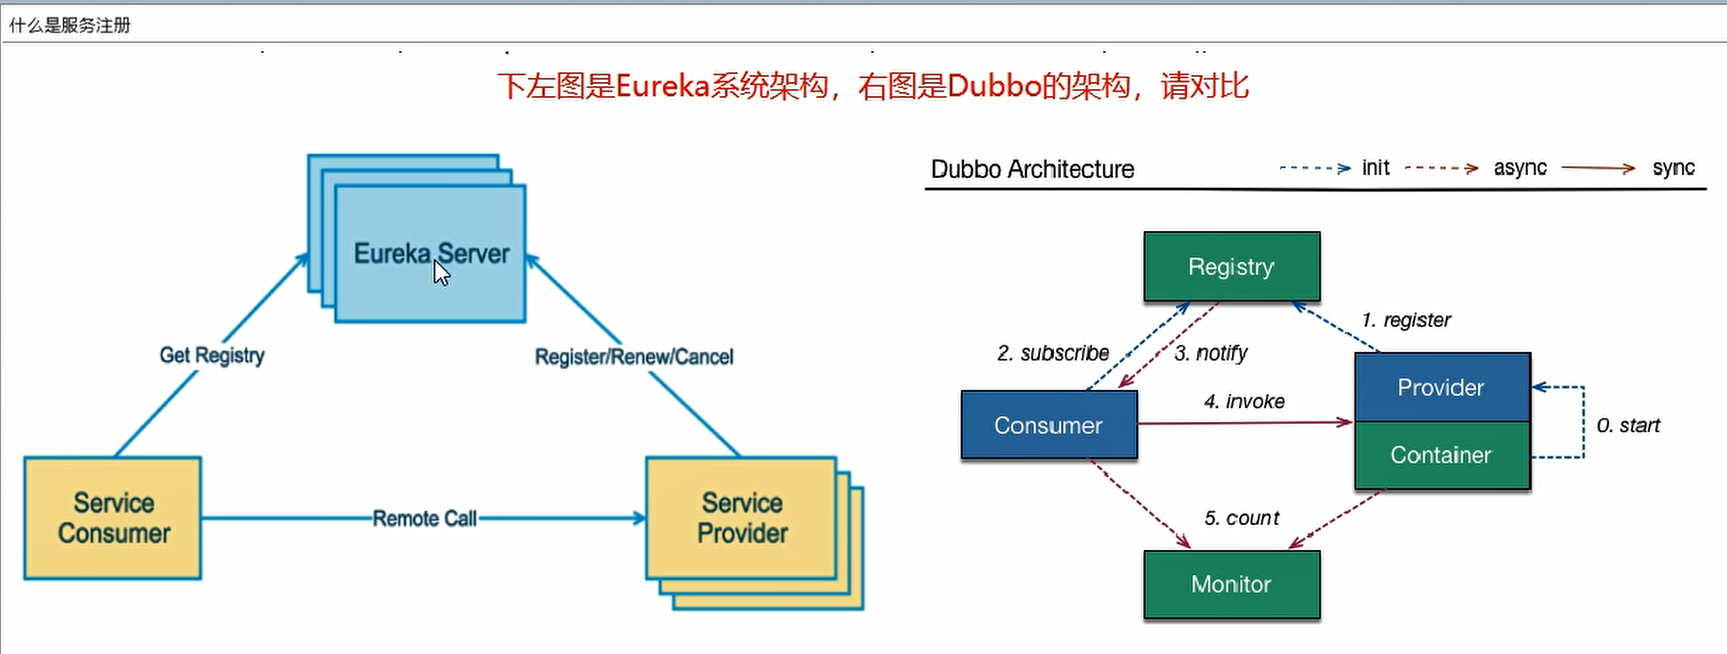 什么是服务注册
下左图是Eureka系统架构，右图是Dubbo的架构，请对比
Eureka Server
Get Registry
Register/Renew/Cancel
Service
Consumer
Remote Call
Service
Provider
Dubbo Architecture
init
async
sync
Registry
1. register
2. subscribe
3. notify
Provider
4. invoke
Consumer
0. start
Container
5. count
Monitor